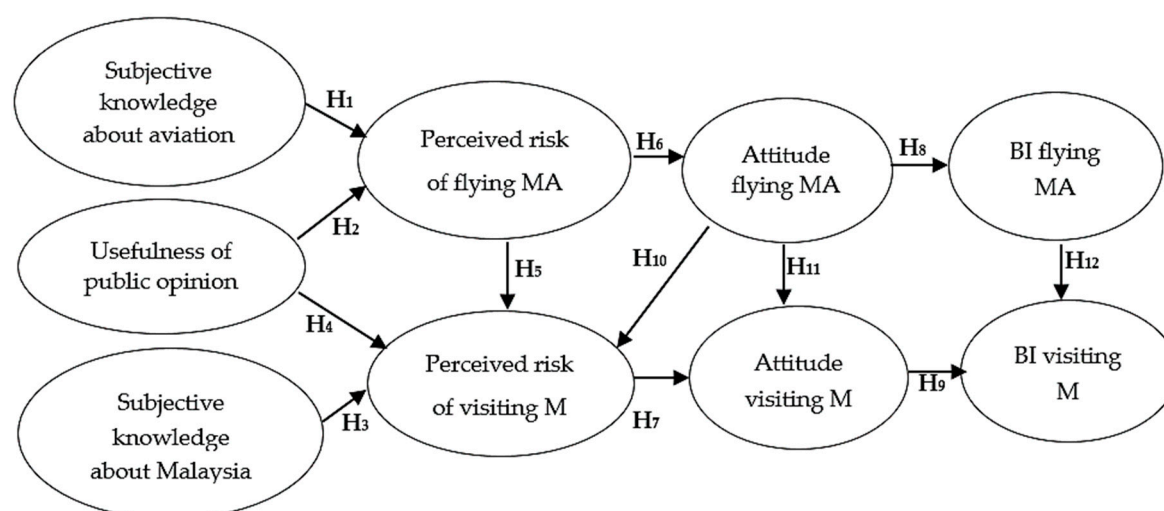 Subjective
knowledge
about aviation
H1
Perceived risk
of flying MA
H6
Attitude
flying MA
H8
BI flying
MA
Usefulness of
public opinion
H2
H4
H5
H10
H11
H12
Subjective
knowledge
about Malaysia
H3
Perceived risk
of visiting M
H7
Attitude
visiting M
H9
BI visiting
M